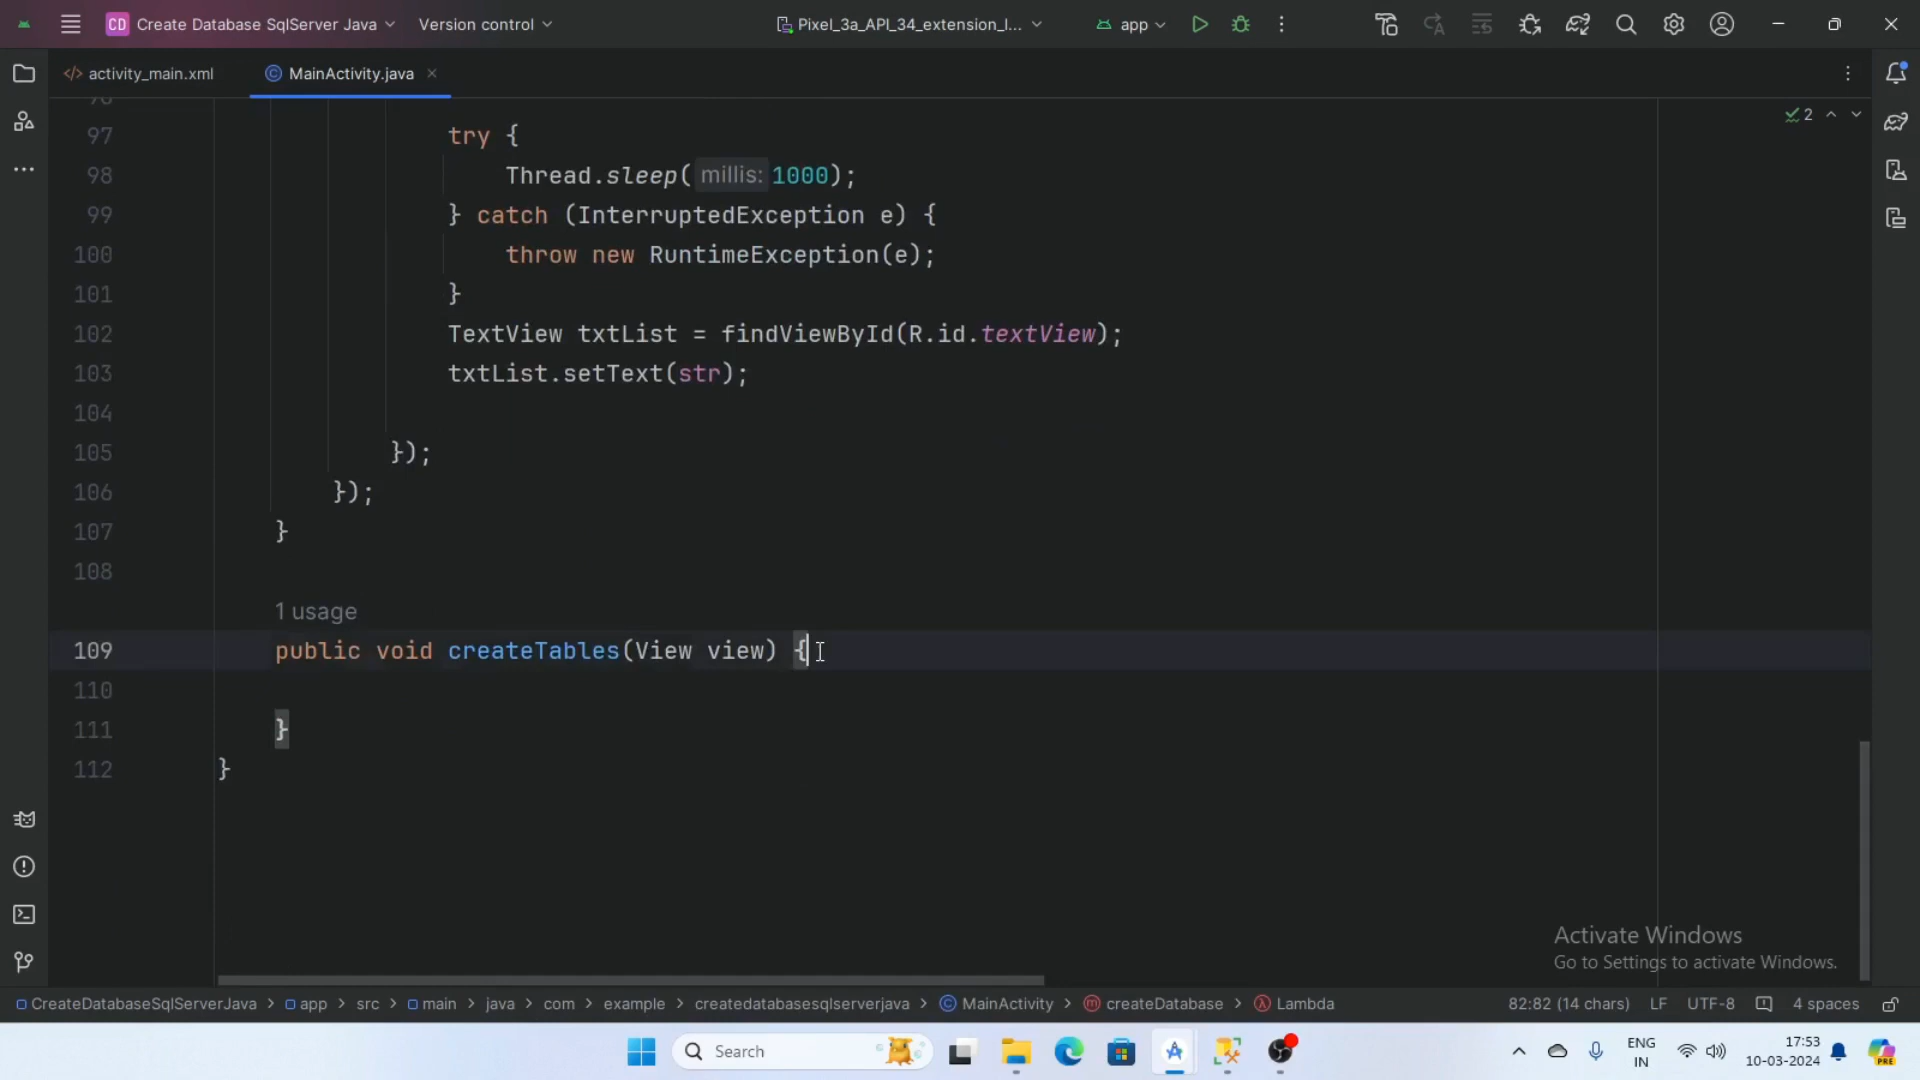 CD Create Database SqlServer Java
Version control
Pixel_3a_API_34_extension_l...
app
activity_main.xml
MainActivity.java
2
97 try {
98 Thread.sleep( millis: 1000);
99 } catch (InterruptedException e) {
100 throw new RuntimeException(e);
101 }
102 TextView txtList = findViewById(R.id.textView);
103 txtList.setText(str);
104
105 });
106 });
107 }
108
1 usage
109 public void createTables(View view) {
110
111 }
112 }
Activate Windows
Go to Settings to activate Windows.
CreateDatabaseSqlServerJava > app > src > main > java > com > example > createdatabasesqlserverjava > MainActivity > createDatabase > Lambda
82:82 (14 chars) LF UTF-8 4 spaces
Search
ENG
IN
17:53
10-03-2024
PRE